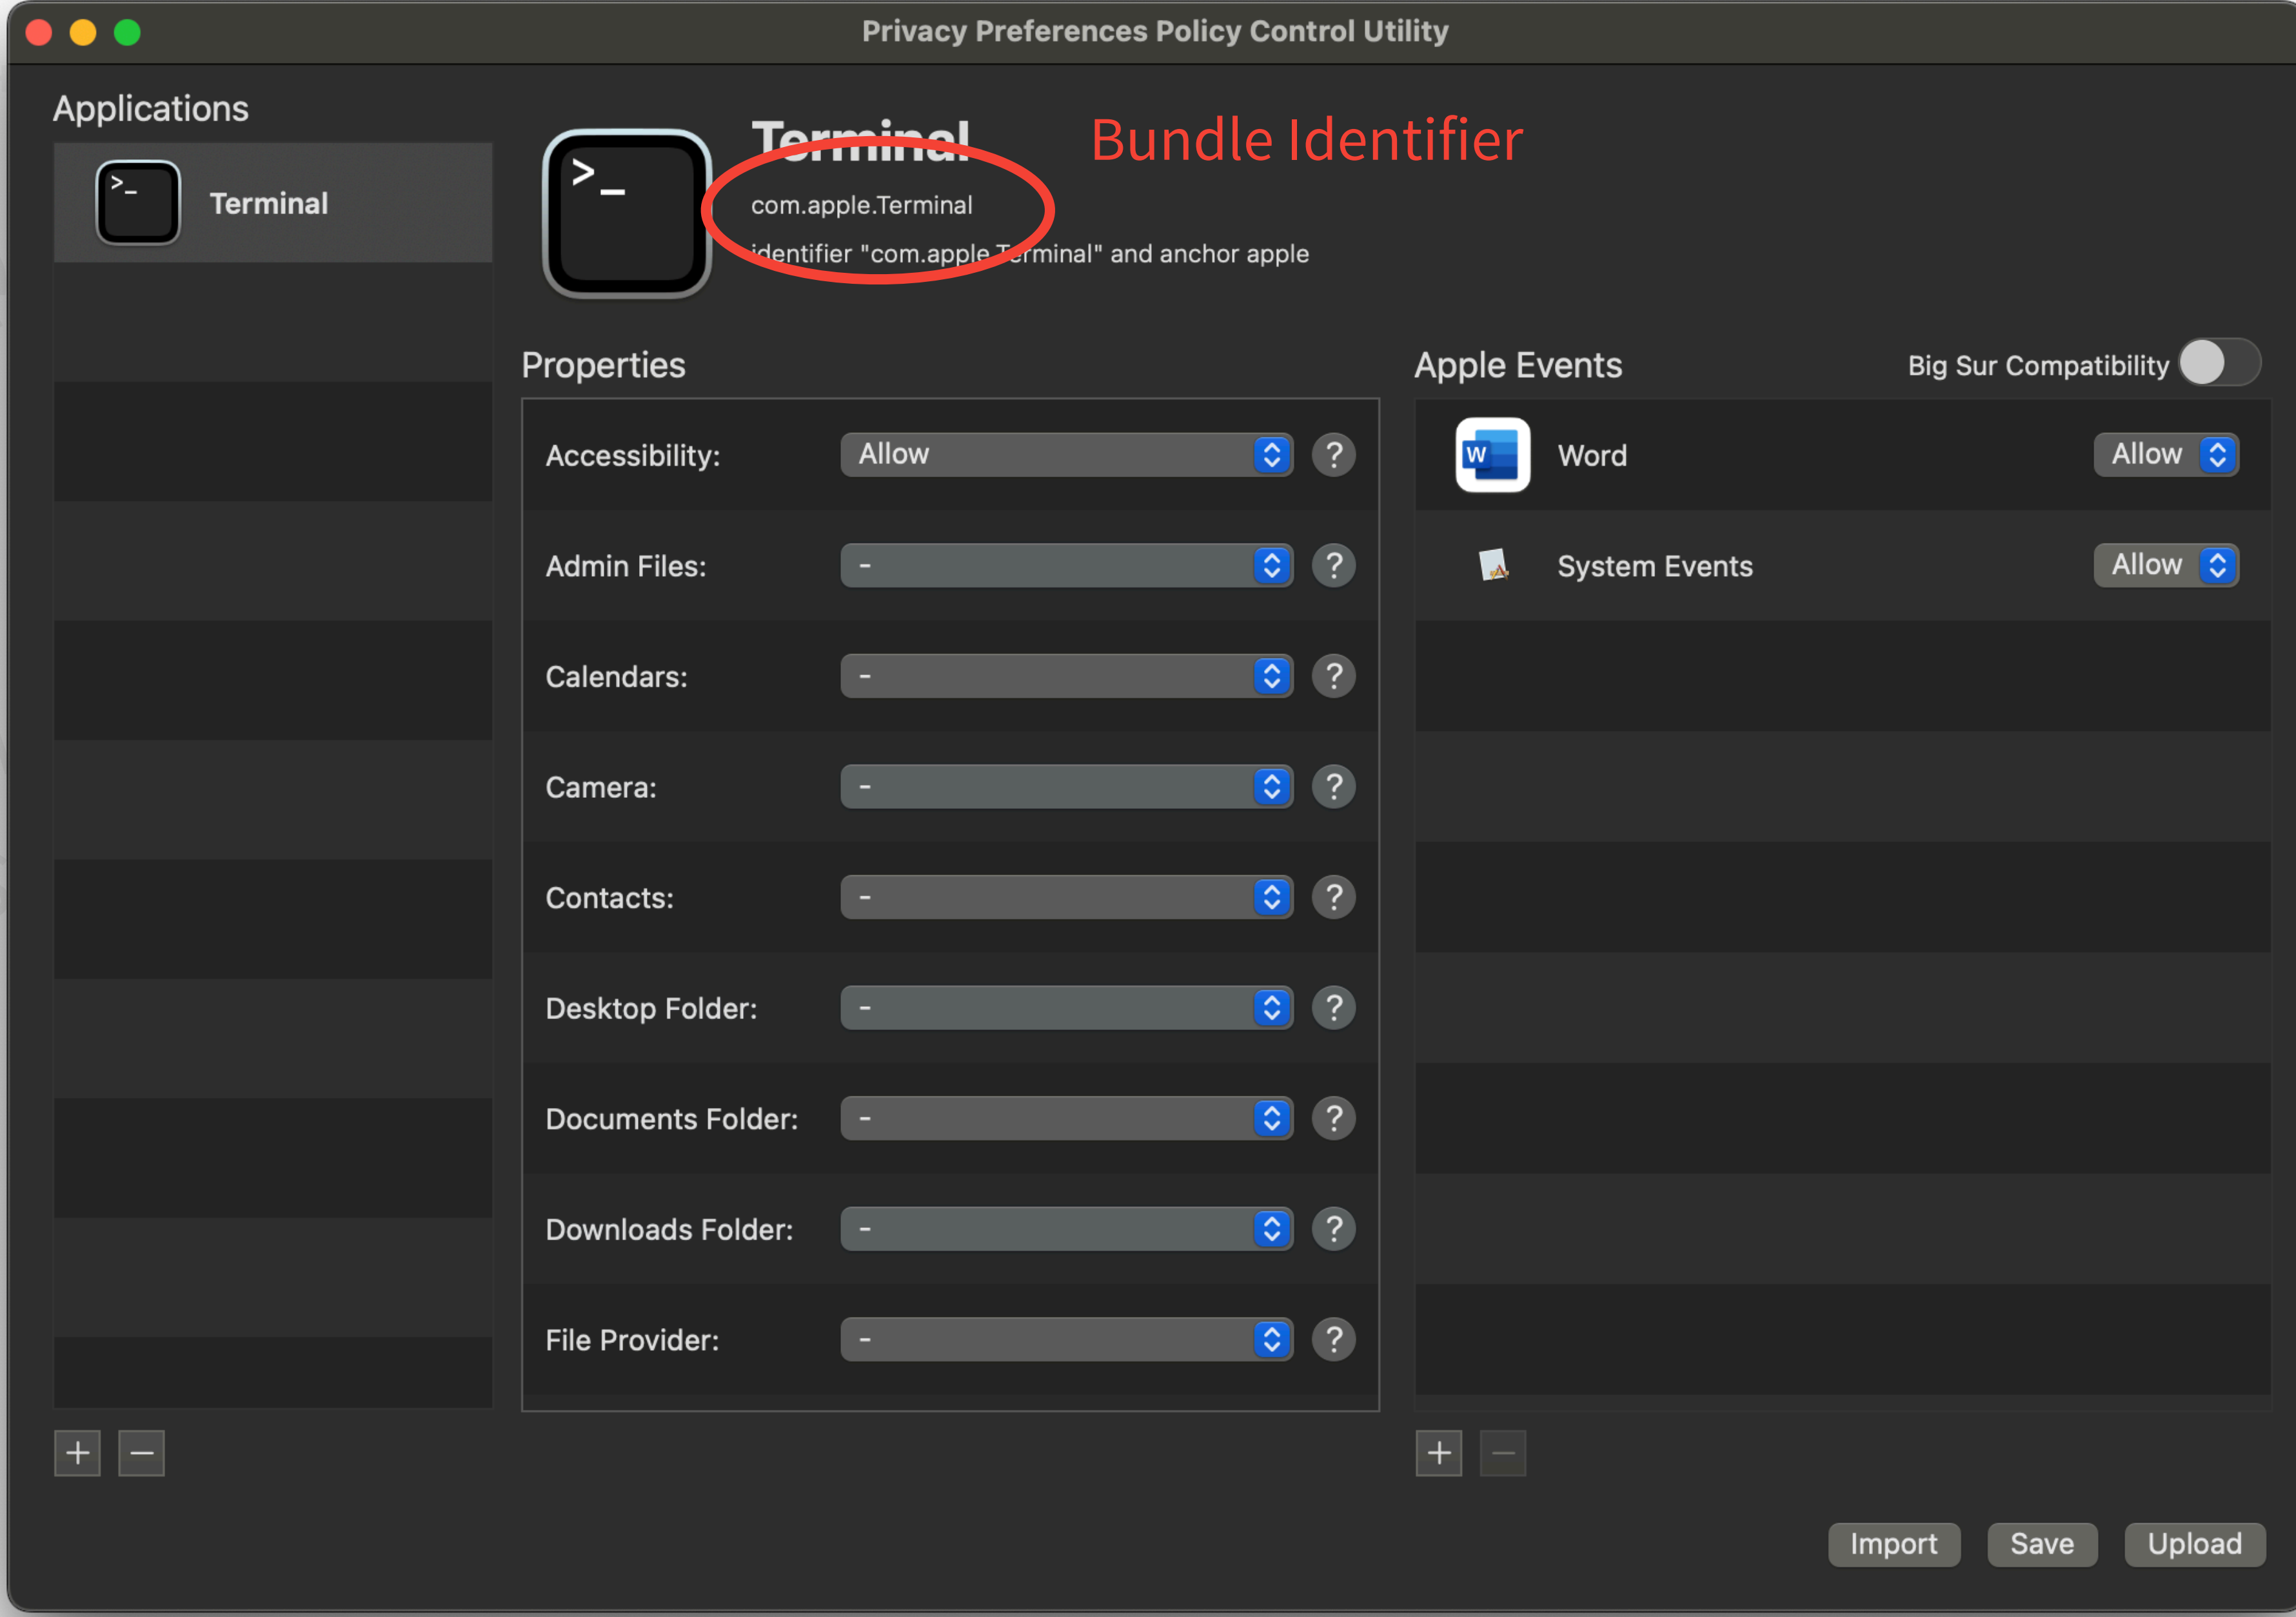 Privacy Preferences Policy Control Utility
Applications
>_
Terminal
>_
Terminal
Bundle Identifier
com.apple.Terminal
identifier "com.apple.Terminal" and anchor apple
Properties
Accessibility: Allow ?
Admin Files: - ?
Calendars: - ?
Camera: - ?
Contacts: - ?
Desktop Folder: - ?
Documents Folder: - ?
Downloads Folder: - ?
File Provider: - ?
Apple Events
Big Sur Compatibility
W Word Allow
System Events Allow
+ −
+ −
Import Save Upload